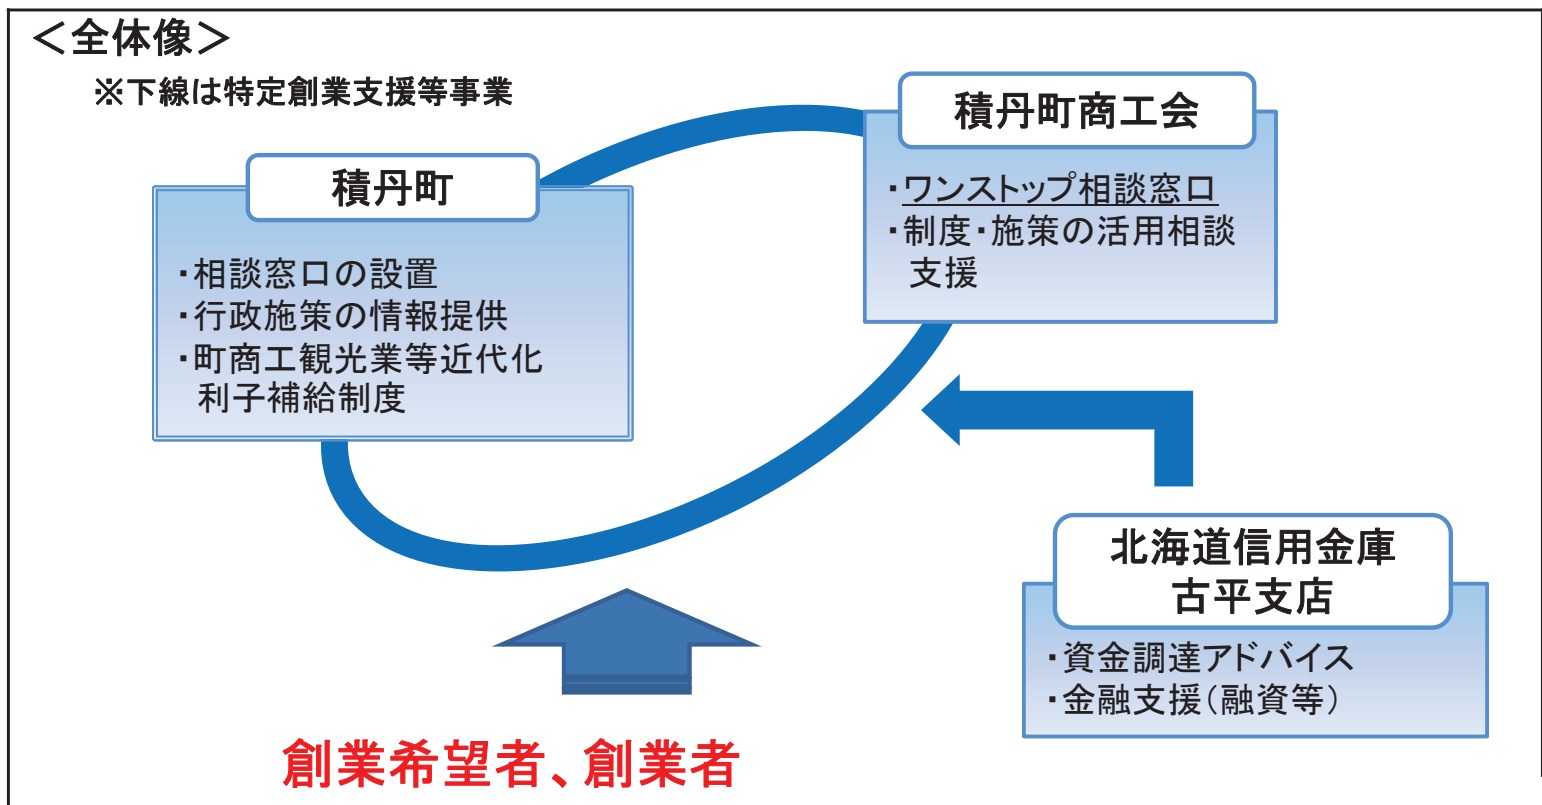 ＜全体像＞
※下線は特定創業支援等事業
積丹町
・相談窓口の設置
・行政施策の情報提供
・町商工観光業等近代化
利子補給制度
積丹町商工会
・ワンストップ相談窓口
・制度・施策の活用相談
支援
北海道信用金庫
古平支店
・資金調達アドバイス
・金融支援（融資等）
創業希望者、創業者